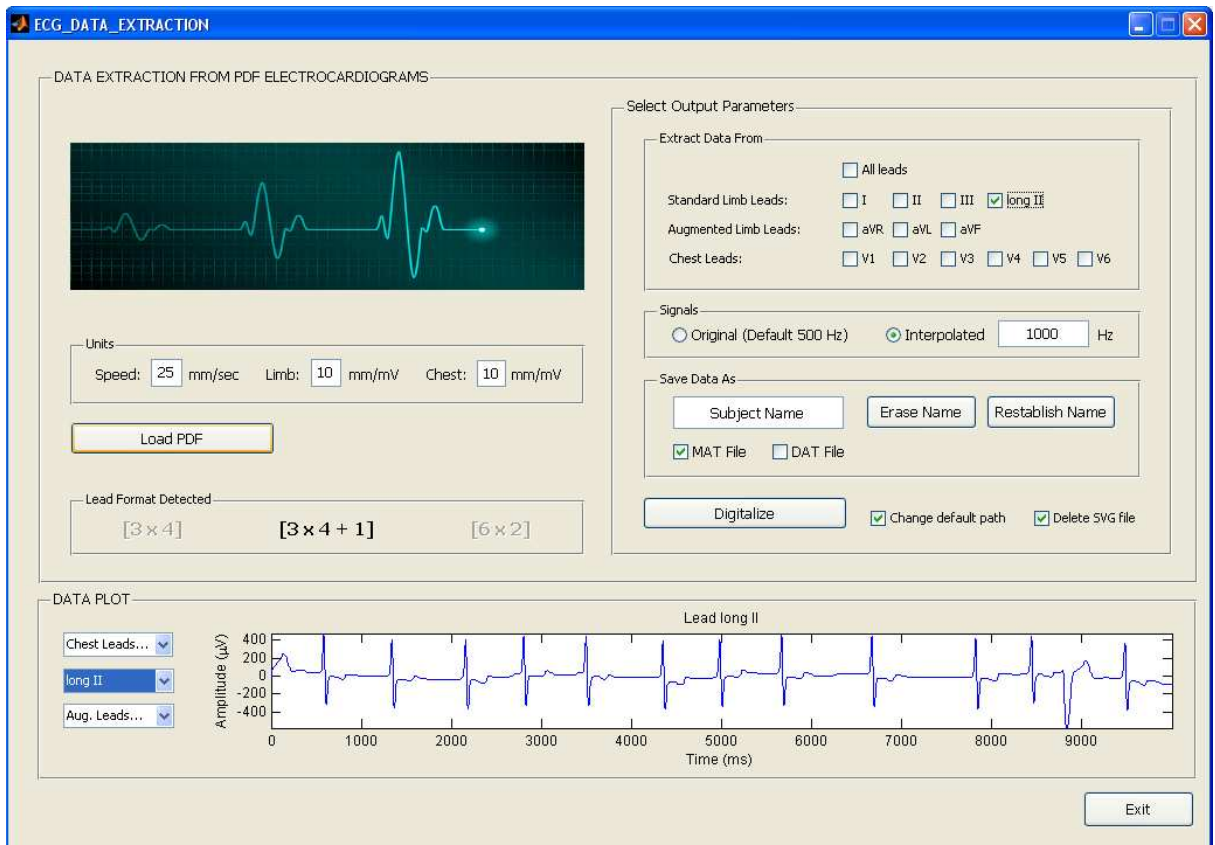 ECG_DATA_EXTRACTION
DATA EXTRACTION FROM PDF ELECTROCARDIOGRAMS
Units
Speed: 25 mm/sec Limb: 10 mm/mV Chest: 10 mm/mV
Load PDF
Lead Format Detected
[3 x 4] [3 x 4 + 1] [6 x 2]
Select Output Parameters
Extract Data From
All leads
Standard Limb Leads: I II III long II
Augmented Limb Leads: aVR aVL aVF
Chest Leads: V1 V2 V3 V4 V5 V6
Signals
Original (Default 500 Hz) Interpolated 1000 Hz
Save Data As
Subject Name Erase Name Restablish Name
MAT File DAT File
Digitalize Change default path Delete SVG file
DATA PLOT
Chest Leads...
long II
Aug. Leads...
Lead long II
Amplitude (µV)
400
200
0
-200
-400
0 1000 2000 3000 4000 5000 6000 7000 8000 9000
Time (ms)
Exit